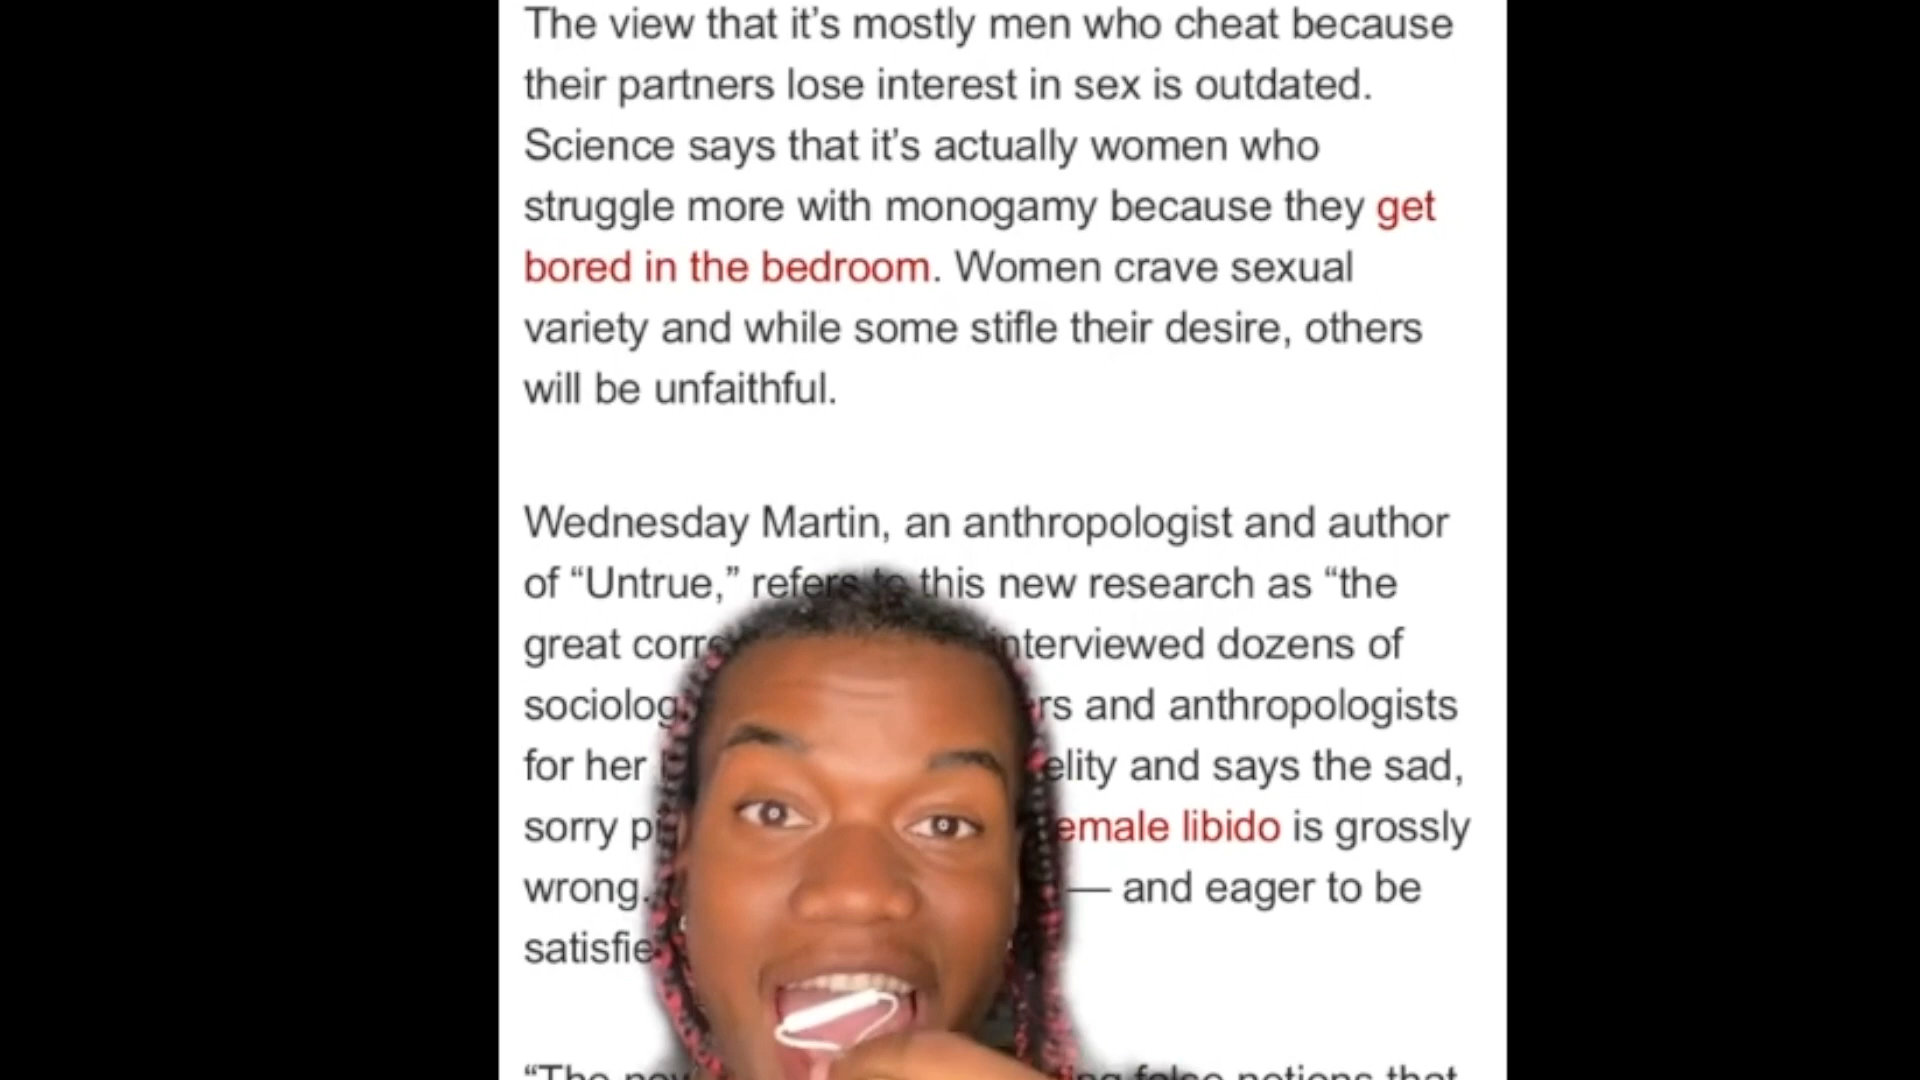 The view that it’s mostly men who cheat because
their partners lose interest in sex is outdated.
Science says that it’s actually women who
struggle more with monogamy because they get
bored in the bedroom. Women crave sexual
variety and while some stifle their desire, others
will be unfaithful.
Wednesday Martin, an anthropologist and author
of “Untrue,” refers to this new research as “the
great interviewed dozens of
and anthropologists
for her and says the sad,
sorry libido is grossly
wrong. — and eager to be
notions that